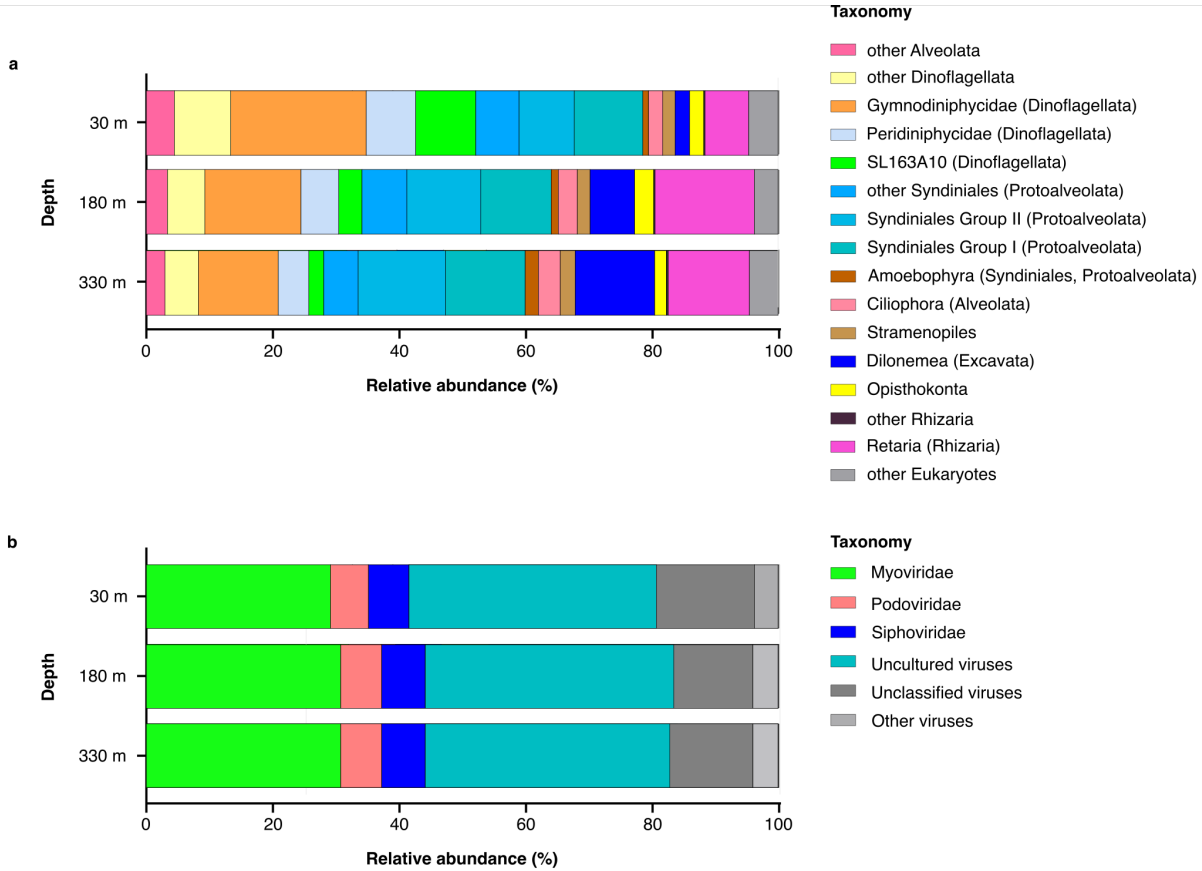 Taxonomy
a
other Alveolata
other Dinoflagellata
Gymnodiniphycidae (Dinoflagellata)
Peridiniphycidae (Dinoflagellata)
SL163A10 (Dinoflagellata)
other Syndiniales (Protoalveolata)
Syndiniales Group II (Protoalveolata)
Syndiniales Group I (Protoalveolata)
Amoebophyra (Syndiniales, Protoalveolata)
Ciliophora (Alveolata)
Stramenopiles
Dilonemea (Excavata)
Opisthokonta
other Rhizaria
Retaria (Rhizaria)
other Eukaryotes
Depth
30 m
180 m
330 m
0 20 40 60 80 100
Relative abundance (%)
b
Taxonomy
Myoviridae
Podoviridae
Siphoviridae
Uncultured viruses
Unclassified viruses
Other viruses
Depth
30 m
180 m
330 m
0 20 40 60 80 100
Relative abundance (%)